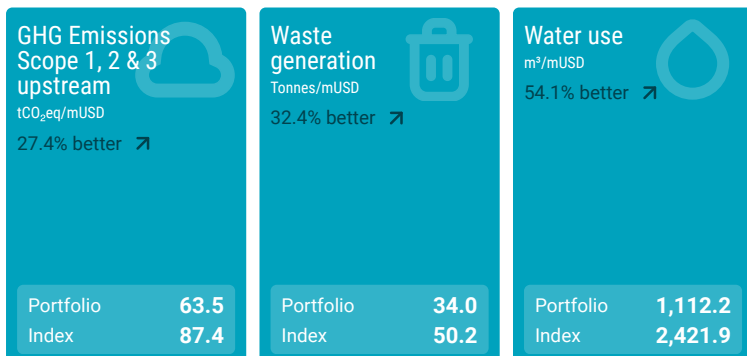 GHG Emissions
Scope 1, 2 & 3
upstream
tCO₂eq/mUSD
27.4% better
Portfolio 63.5
Index 87.4
Waste
generation
Tonnes/mUSD
32.4% better
Portfolio 34.0
Index 50.2
Water use
m³/mUSD
54.1% better
Portfolio 1,112.2
Index 2,421.9